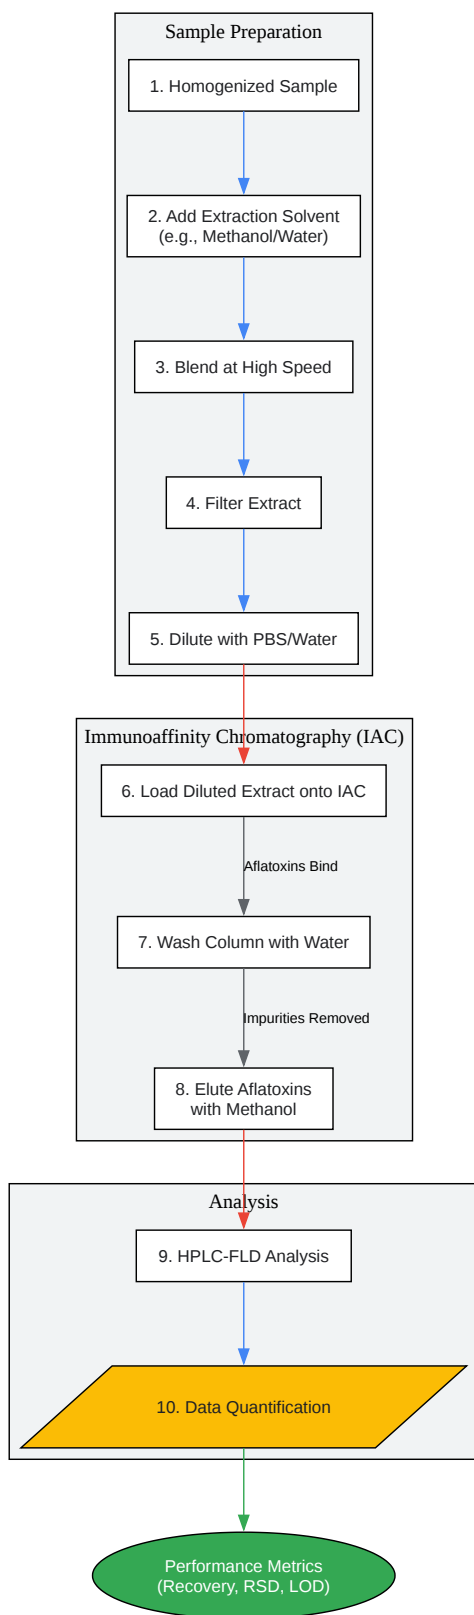 Sample Preparation
1. Homogenized Sample
2. Add Extraction Solvent
(e.g., Methanol/Water)
3. Blend at High Speed
4. Filter Extract
5. Dilute with PBS/Water
Immunoaffinity Chromatography (IAC)
6. Load Diluted Extract onto IAC
Aflatoxins Bind
7. Wash Column with Water
Impurities Removed
8. Elute Aflatoxins
with Methanol
Analysis
9. HPLC-FLD Analysis
10. Data Quantification
Performance Metrics
(Recovery, RSD, LOD)